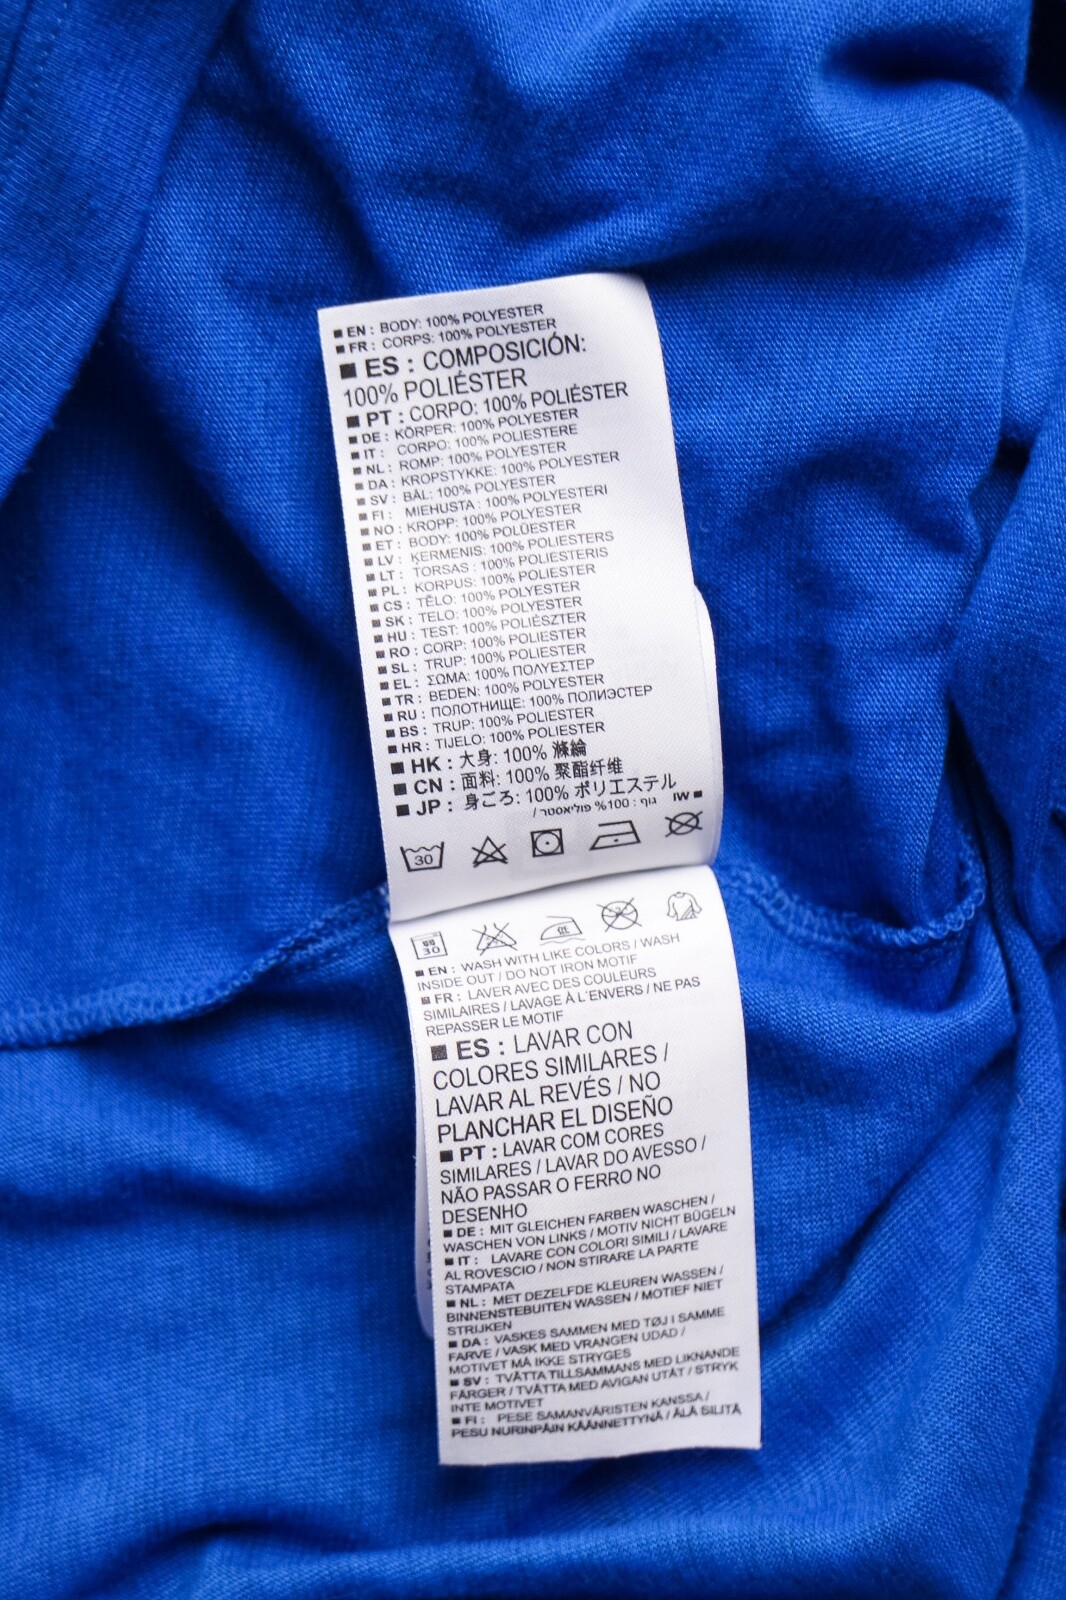 ■ EN : BODY: 100% POLYESTER
■ FR : CORPS: 100% POLYESTER
■ ES : COMPOSICIÓN:
100% POLIÉSTER
■ PT : CORPO: 100% POLIÉSTER
■ DE : KÖRPER: 100% POLYESTER
■ IT : CORPO: 100% POLIESTERE
■ NL : ROMP: 100% POLYESTER
■ DA : KROPSTYKKE: 100% POLYESTER
■ SV : BÅL: 100% POLYESTER
■ FI : MIEHUSTA : 100% POLYESTERI
■ NO : KROPP: 100% POLYESTER
■ ET : BODY: 100% POLÜESTER
■ LV : ĶERMENIS: 100% POLIESTERS
■ LT : TORSAS : 100% POLIESTERIS
■ PL : KORPUS: 100% POLIESTER
■ CS : TĚLO: 100% POLYESTER
■ SK : TELO: 100% POLYESTER
■ HU : TEST: 100% POLIÉSZTER
■ RO : CORP: 100% POLIESTER
■ SL : TRUP: 100% POLIESTER
■ EL : ΣΩΜΑ: 100% ΠΟΛΥΕΣΤΕΡ
■ TR : BEDEN: 100% POLYESTER
■ RU : ПОЛОТНИЩЕ: 100% ПОЛИЭСТЕР
■ BS : TRUP: 100% POLIESTER
■ HR : TIJELO: 100% POLIESTER
■ HK : 大身: 100% 滌綸
■ CN : 面料: 100% 聚酯纤维
■ JP : 身ごろ: 100% ポリエステル
■ IW גוף : 100% פוליאסטר /
30
30
■ EN : WASH WITH LIKE COLORS / WASH
INSIDE OUT / DO NOT IRON MOTIF
■ FR : LAVER AVEC DES COULEURS
SIMILAIRES / LAVAGE À L'ENVERS / NE PAS
REPASSER LE MOTIF
■ ES : LAVAR CON
COLORES SIMILARES /
LAVAR AL REVÉS / NO
PLANCHAR EL DISEÑO
■ PT : LAVAR COM CORES
SIMILARES / LAVAR DO AVESSO /
NÃO PASSAR O FERRO NO
DESENHO
■ DE : MIT GLEICHEN FARBEN WASCHEN /
WASCHEN VON LINKS / MOTIV NICHT BÜGELN
■ IT : LAVARE CON COLORI SIMILI / LAVARE
AL ROVESCIO / NON STIRARE LA PARTE
STAMPATA
■ NL : MET DEZELFDE KLEUREN WASSEN /
BINNENSTEBUITEN WASSEN / MOTIEF NIET
STRIJKEN
■ DA : VASKES SAMMEN MED TØJ I SAMME
FARVE / VASK MED VRANGEN UDAD /
MOTIVET MÅ IKKE STRYGES
■ SV : TVÄTTA TILLSAMMANS MED LIKNANDE
FÄRGER / TVÄTTA MED AVIGAN UTÅT / STRYK
INTE MOTIVET
■ FI : PESE SAMANVÄRISTEN KANSSA /
PESU NURINPÄIN KÄÄNNETTYNÄ / ÄLÄ SILITÄ